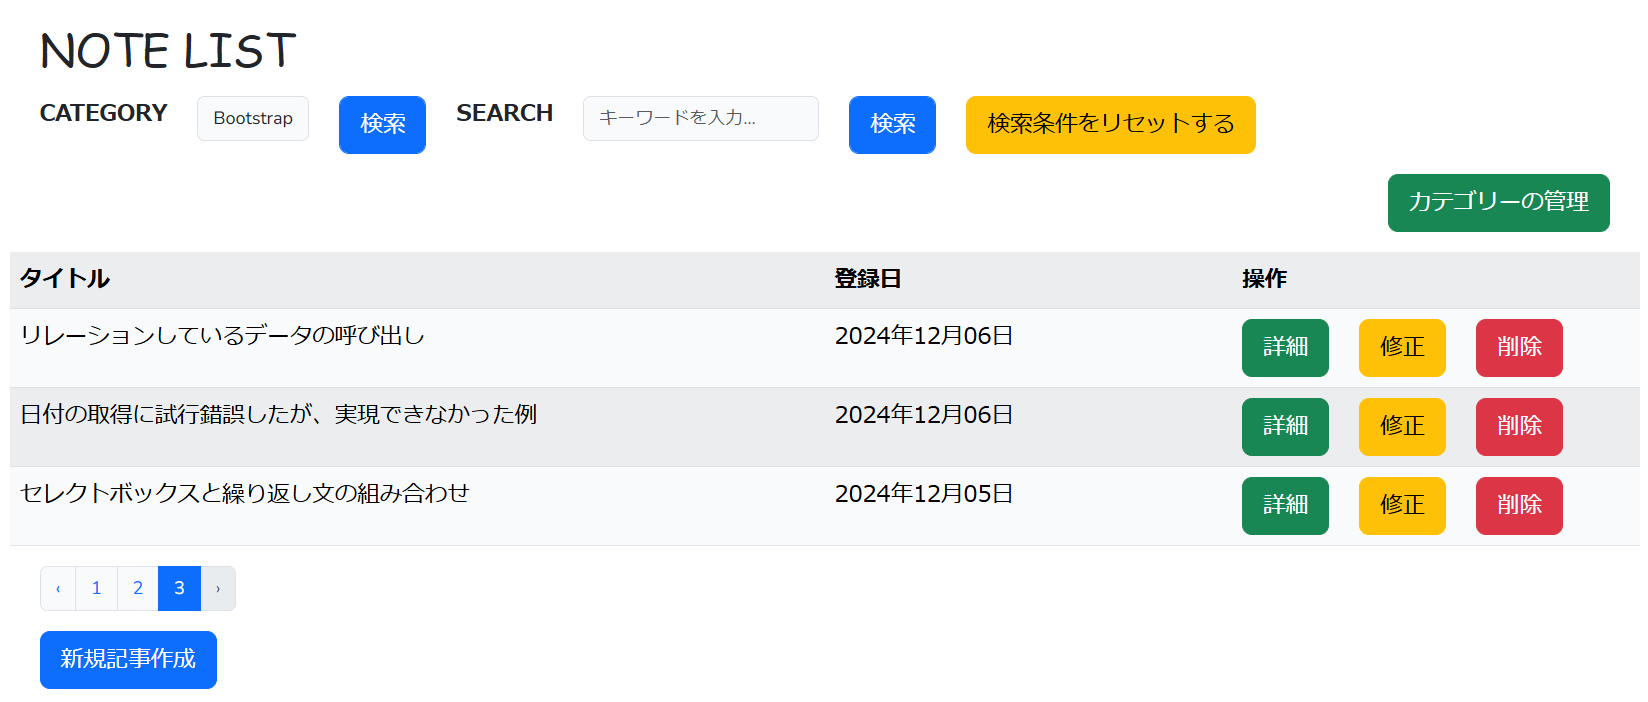 NOTE LIST
CATEGORY Bootstrap 検索 SEARCH キーワードを入力... 検索 検索条件をリセットする
カテゴリーの管理
タイトル 登録日 操作
リレーションしているデータの呼び出し 2024年12月06日 詳細 修正 削除
日付の取得に試行錯誤したが、実現できなかった例 2024年12月06日 詳細 修正 削除
セレクトボックスと繰り返し文の組み合わせ 2024年12月05日 詳細 修正 削除
‹ 1 2 3 ›
新規記事作成